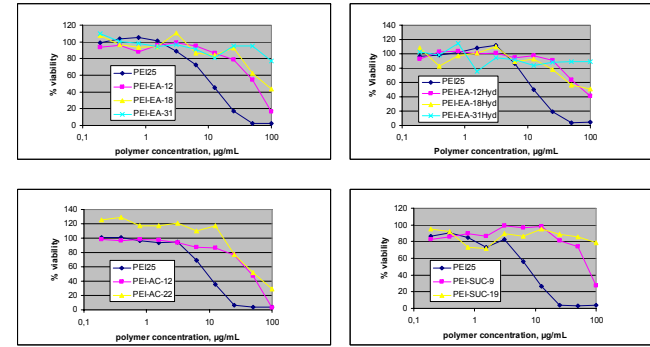 120
100
80
60
40
20
0
% viability
PEI25
PEI-EA-12
PEI-EA-18
PEI-EA-31
0,1 1 10 100
polymer concentration, µg/mL
140
120
100
80
60
40
20
0
% Viability
PEI25
PEI-EA-12Hyd
PEI-EA-18Hyd
PEI-EA-31Hyd
0,1 1 10 100
Polymer concentration, µg/mL
140
120
100
80
60
40
20
0
% viability
PEI25
PEI-AC-12
PEI-AC-22
0,1 1 10 100
polymer concentration, µg/mL
120
100
80
60
40
20
0
% viability
PEI25
PEI-SUC-9
PEI-SUC-19
0,1 1 10 100
polymer concentration, µg/mL